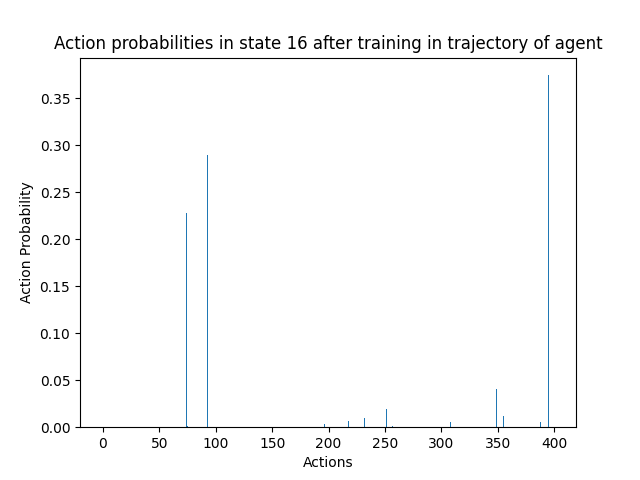 Action probabilities in state 16 after training in trajectory of agent
0.35
0.30
0.25
0.20
0.15
0.10
0.05
0.00
Action Probability
0 50 100 150 200 250 300 350 400
Actions